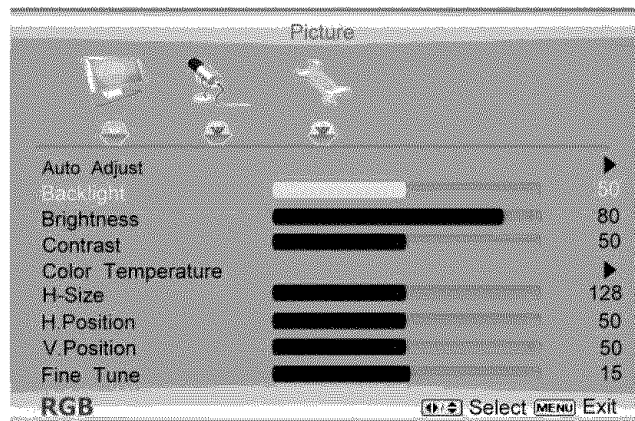 Picture
Auto Adjust
Backlight 50
Brightness 80
Contrast 50
Color Temperature
H-Size 128
H.Position 50
V.Position 50
Fine Tune 15
RGB Select MENU Exit